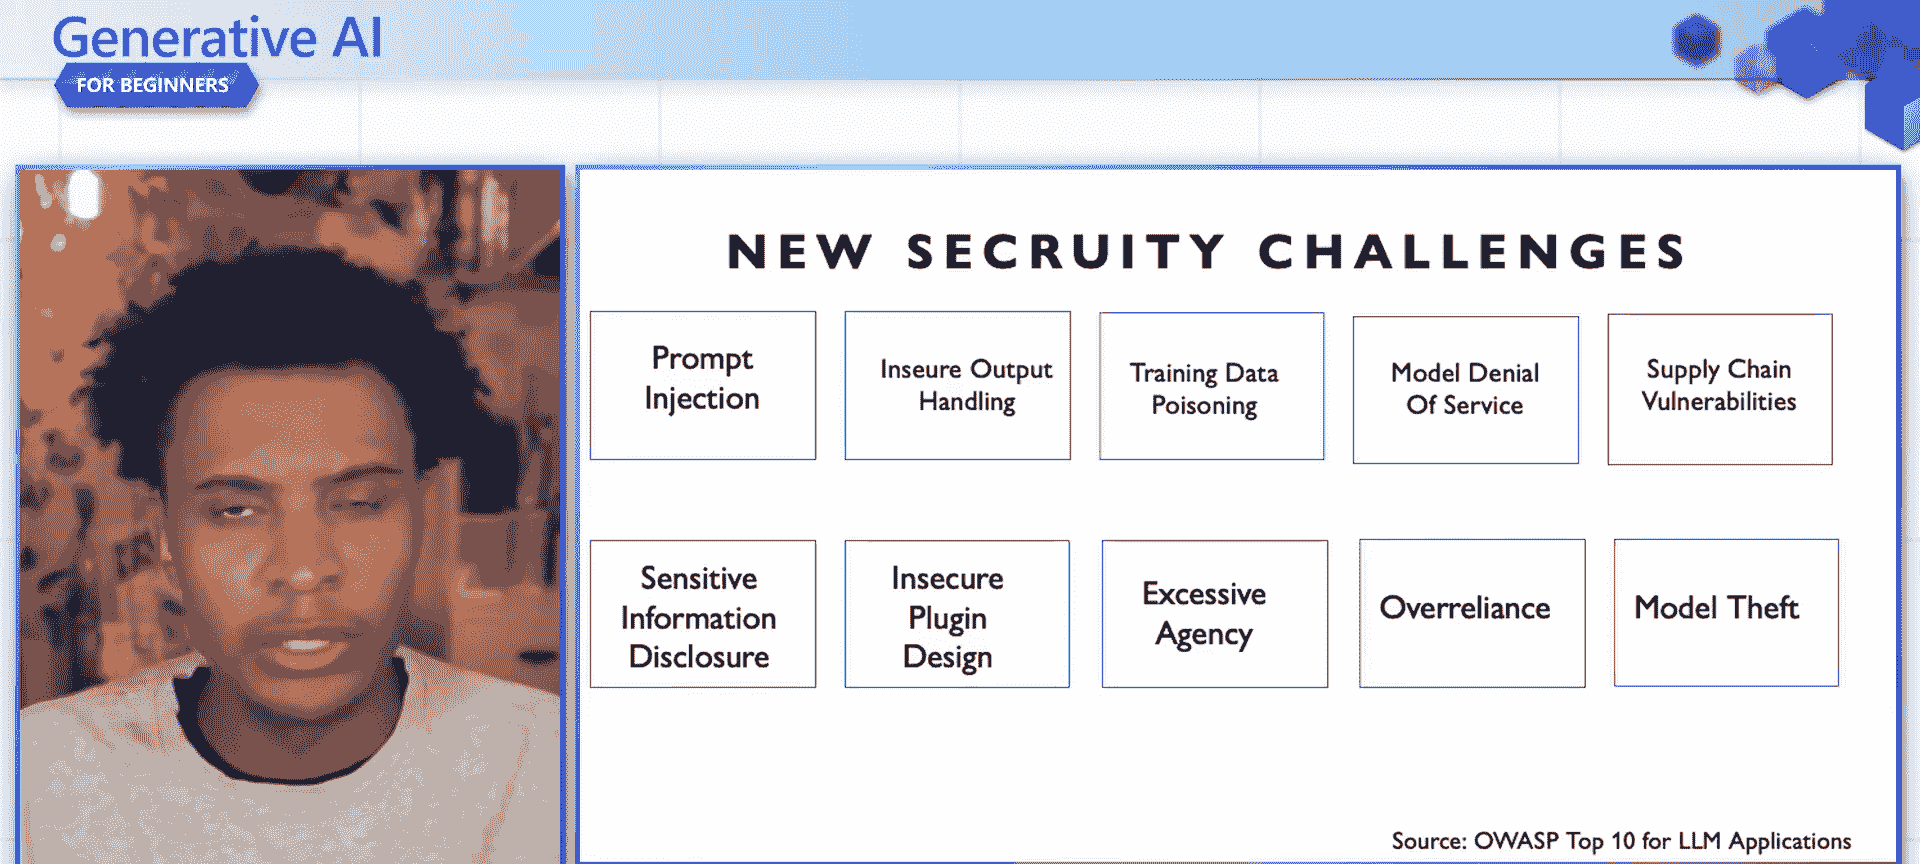 Generative AI
FOR BEGINNERS
NEW SECRUITY CHALLENGES
Prompt
Injection
Inseure Output
Handling
Training Data
Poisoning
Model Denial
Of Service
Supply Chain
Vulnerabilities
Sensitive
Information
Disclosure
Insecure
Plugin
Design
Excessive
Agency
Overreliance
Model Theft
Source: OWASP Top 10 for LLM Applications